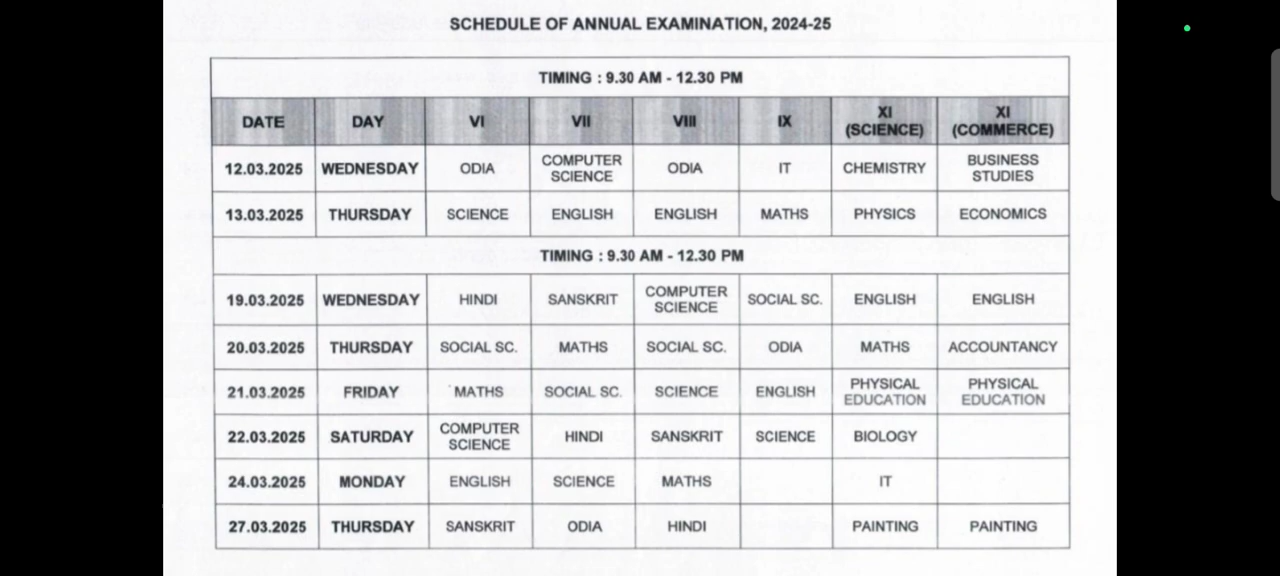 SCHEDULE OF ANNUAL EXAMINATION, 2024-25
TIMING : 9.30 AM - 12.30 PM
DATE DAY VI VII VIII IX XI (SCIENCE) XI (COMMERCE)
12.03.2025 WEDNESDAY ODIA COMPUTER SCIENCE ODIA IT CHEMISTRY BUSINESS STUDIES
13.03.2025 THURSDAY SCIENCE ENGLISH ENGLISH MATHS PHYSICS ECONOMICS
TIMING : 9.30 AM - 12.30 PM
19.03.2025 WEDNESDAY HINDI SANSKRIT COMPUTER SCIENCE SOCIAL SC. ENGLISH ENGLISH
20.03.2025 THURSDAY SOCIAL SC. MATHS SOCIAL SC. ODIA MATHS ACCOUNTANCY
21.03.2025 FRIDAY MATHS SOCIAL SC. SCIENCE ENGLISH PHYSICAL EDUCATION PHYSICAL EDUCATION
22.03.2025 SATURDAY COMPUTER SCIENCE HINDI SANSKRIT SCIENCE BIOLOGY
24.03.2025 MONDAY ENGLISH SCIENCE MATHS IT
27.03.2025 THURSDAY SANSKRIT ODIA HINDI PAINTING PAINTING